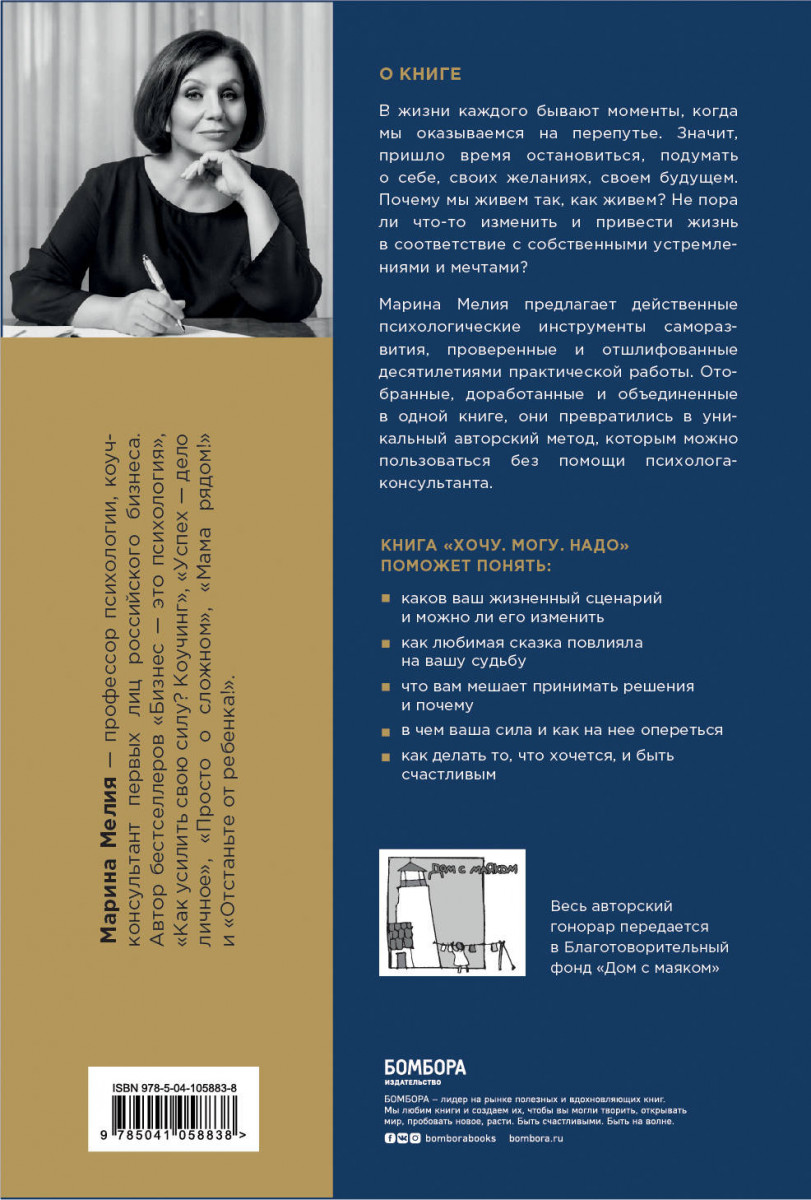 О КНИГЕ
В жизни каждого бывают моменты, когда
мы оказываемся на перепутье. Значит,
пришло время остановиться, подумать
о себе, своих желаниях, своем будущем.
Почему мы живем так, как живем? Не пора
ли что-то изменить и привести жизнь
в соответствие с собственными устремле-
ниями и мечтами?
Марина Мелия предлагает действенные
психологические инструменты самораз-
вития, проверенные и отшлифованные
десятилетиями практической работы. Ото-
бранные, доработанные и объединенные
в одной книге, они превратились в уни-
кальный авторский метод, которым можно
пользоваться без помощи психолога-
консультанта.
КНИГА «ХОЧУ. МОГУ. НАДО»
ПОМОЖЕТ ПОНЯТЬ:
каков ваш жизненный сценарий
и можно ли его изменить
как любимая сказка повлияла
на вашу судьбу
что вам мешает принимать решения
и почему
в чем ваша сила и как на нее опереться
как делать то, что хочется, и быть
счастливым
Марина Мелия — профессор психологии, коуч-
консультант первых лиц российского бизнеса.
Автор бестселлеров «Бизнес — это психология»,
«Как усилить свою силу? Коучинг», «Успех — дело
личное», «Просто о сложном», «Мама рядом!»
и «Отстаньте от ребенка!».
Дом с маяком
Весь авторский
гонорар передается
в Благотворительный
фонд «Дом с маяком»
ISBN 978-5-04-105883-8
9 785041 058838 >
БОМБОРА
ИЗДАТЕЛЬСТВО
БОМБОРА – лидер на рынке полезных и вдохновляющих книг.
Мы любим книги и создаем их, чтобы вы могли творить, открывать
мир, пробовать новое, расти. Быть счастливыми. Быть на волне.
bomborabooks bombora.ru